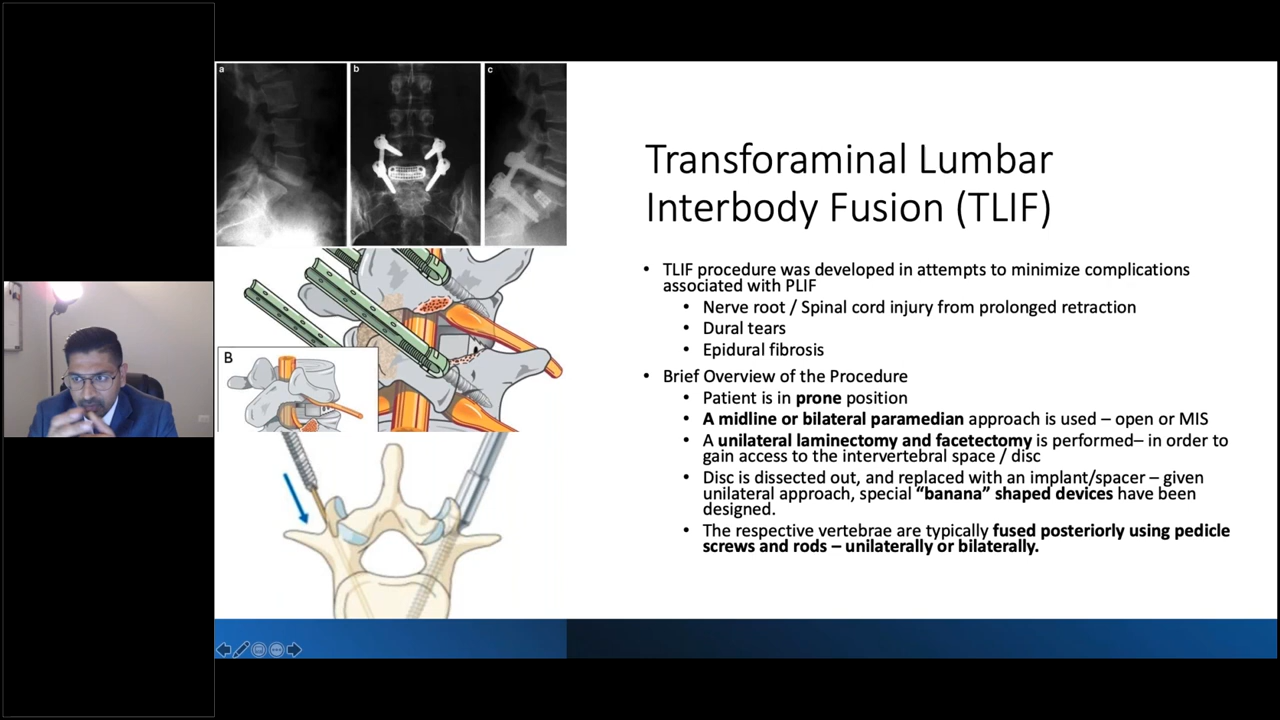 a
b
c
B
Transforaminal Lumbar
Interbody Fusion (TLIF)
• TLIF procedure was developed in attempts to minimize complications
associated with PLIF
• Nerve root / Spinal cord injury from prolonged retraction
• Dural tears
• Epidural fibrosis
• Brief Overview of the Procedure
• Patient is in prone position
• A midline or bilateral paramedian approach is used – open or MIS
• A unilateral laminectomy and facetectomy is performed– in order to
gain access to the intervertebral space / disc
• Disc is dissected out, and replaced with an implant/spacer – given
unilateral approach, special “banana” shaped devices have been
designed.
• The respective vertebrae are typically fused posteriorly using pedicle
screws and rods – unilaterally or bilaterally.